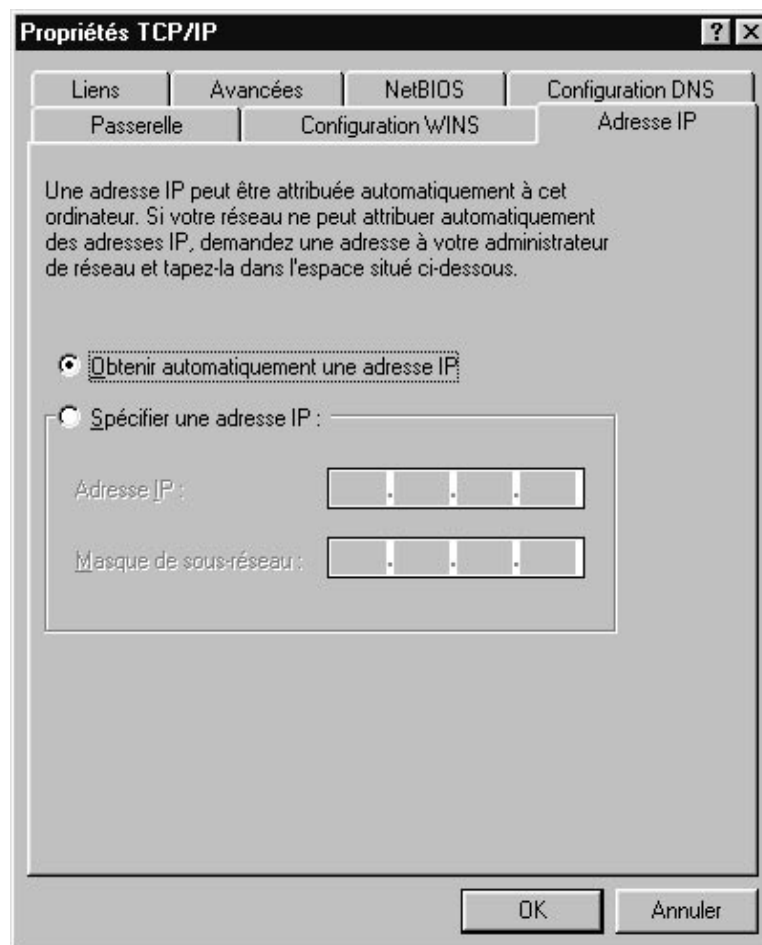 Propriétés TCP/IP
Liens Avancées NetBIOS Configuration DNS
Passerelle Configuration WINS Adresse IP
Une adresse IP peut être attribuée automatiquement à cet
ordinateur. Si votre réseau ne peut attribuer automatiquement
des adresses IP, demandez une adresse à votre administrateur
de réseau et tapez-la dans l'espace situé ci-dessous.
Obtenir automatiquement une adresse IP
Spécifier une adresse IP :
Adresse IP :
Masque de sous-réseau :
OK Annuler